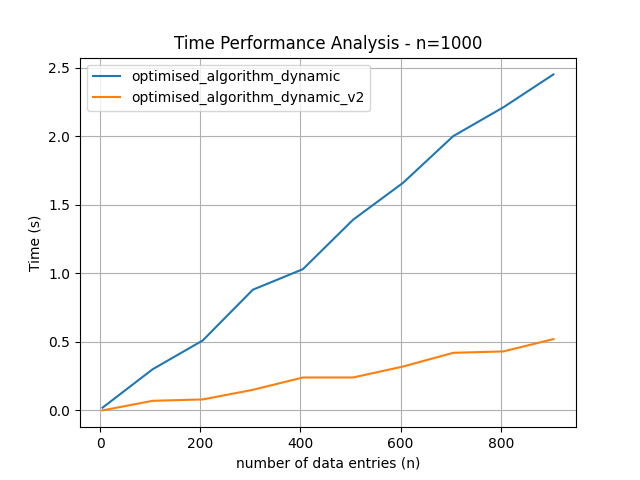 Time Performance Analysis - n=1000
optimised_algorithm_dynamic
optimised_algorithm_dynamic_v2
Time (s)
2.5
2.0
1.5
1.0
0.5
0.0
0 200 400 600 800
number of data entries (n)